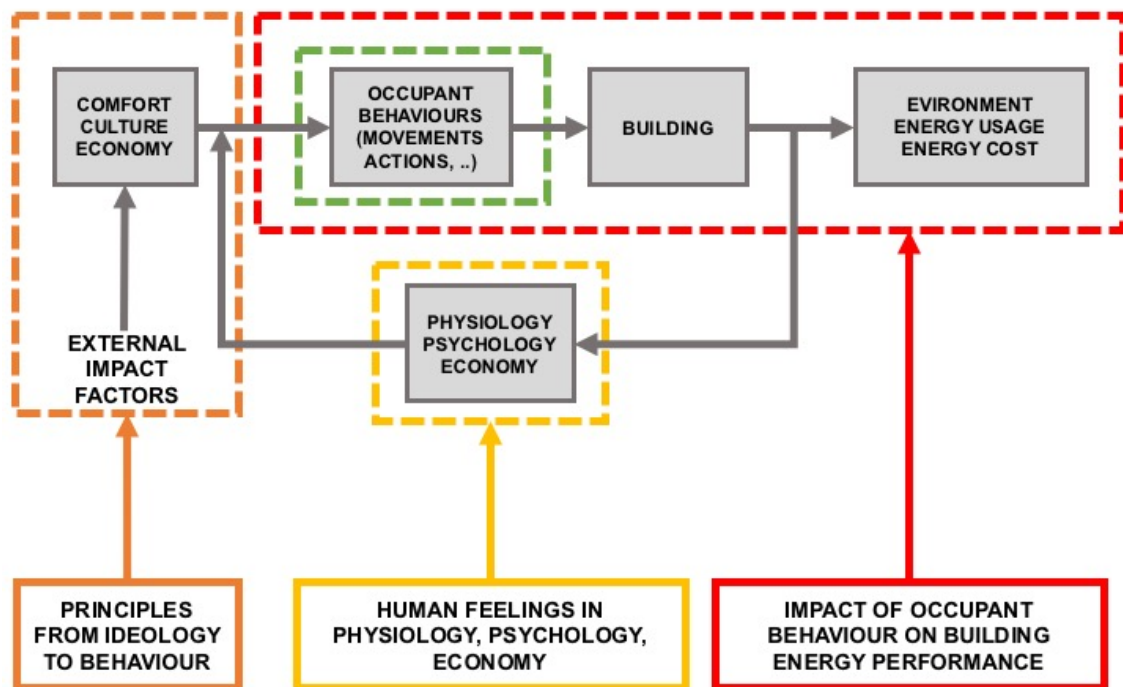 COMFORT
CULTURE
ECONOMY
OCCUPANT
BEHAVIOURS
(MOVEMENTS
ACTIONS, ..)
BUILDING
EVIRONMENT
ENERGY USAGE
ENERGY COST
EXTERNAL
IMPACT
FACTORS
PHYSIOLOGY
PSYCHOLOGY
ECONOMY
PRINCIPLES
FROM IDEOLOGY
TO BEHAVIOUR
HUMAN FEELINGS IN
PHYSIOLOGY, PSYCHOLOGY,
ECONOMY
IMPACT OF OCCUPANT
BEHAVIOUR ON BUILDING
ENERGY PERFORMANCE